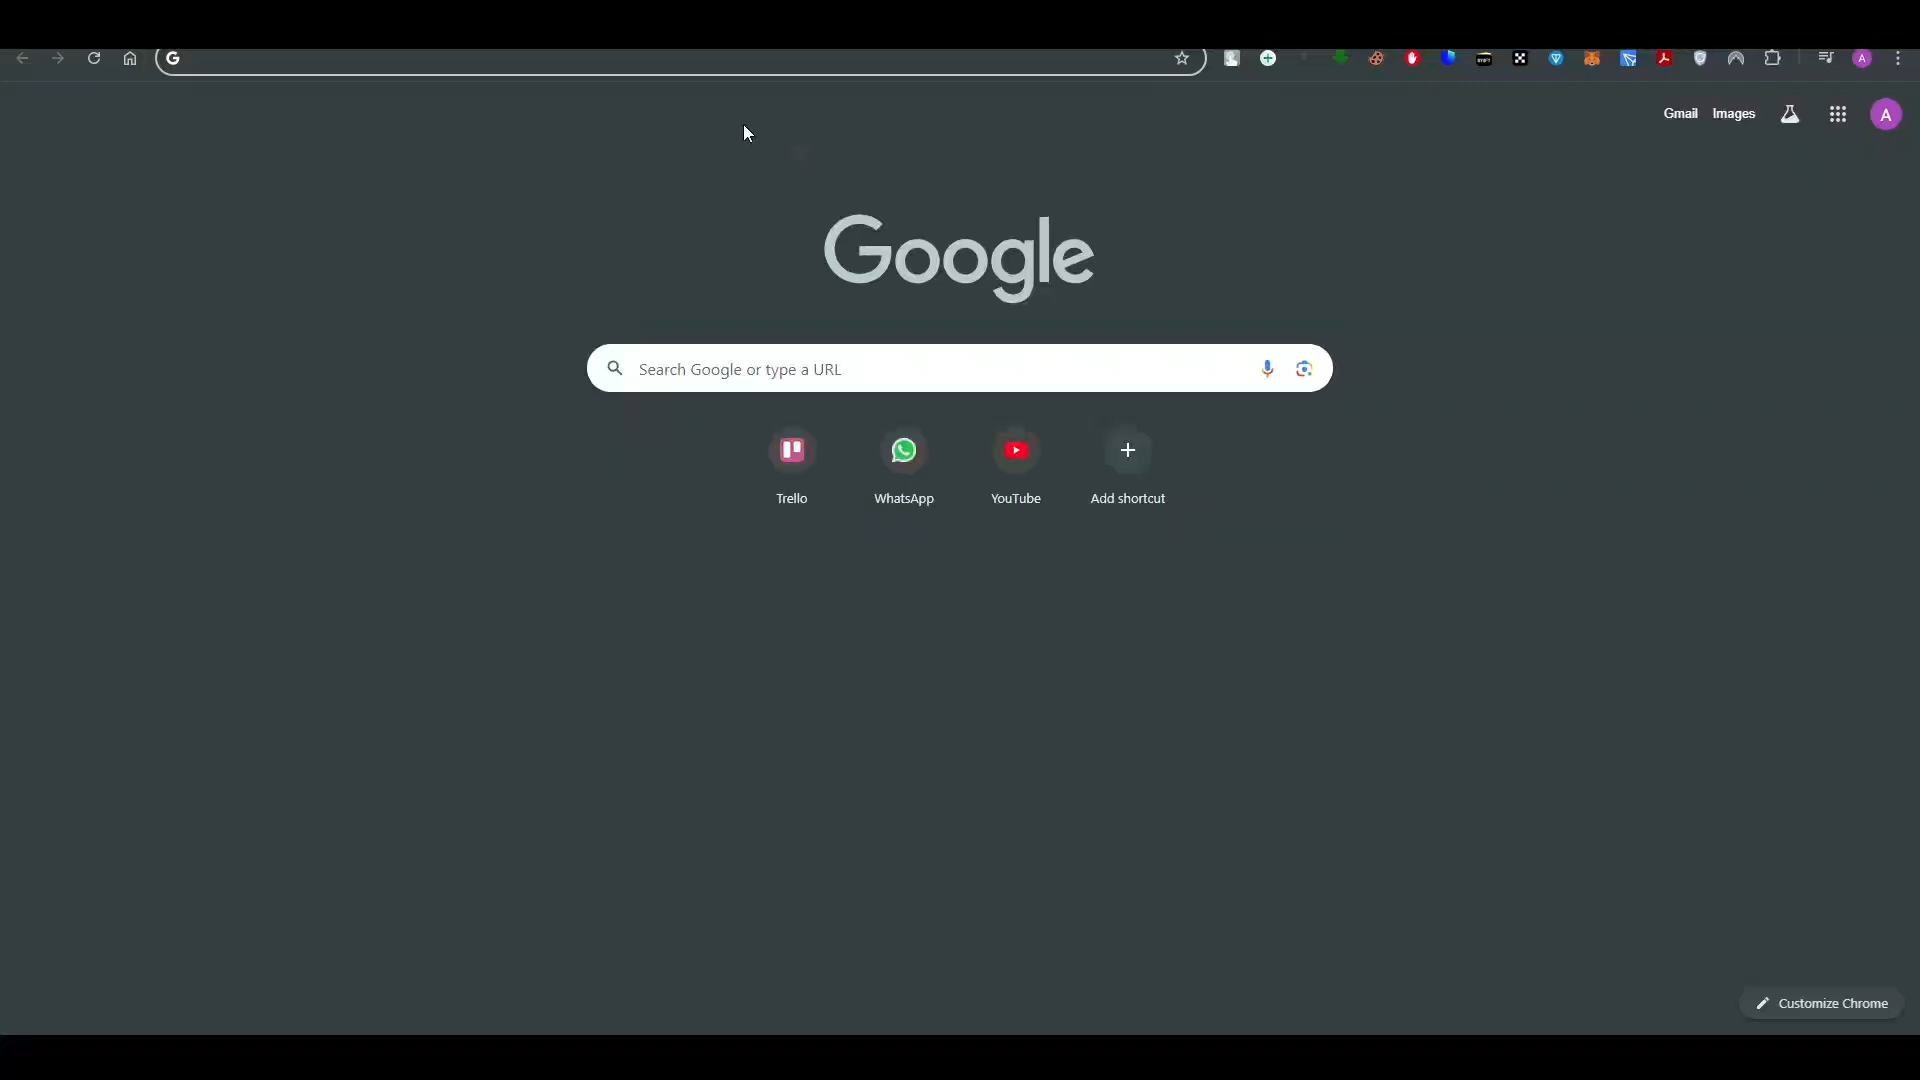 Gmail Images
A
Google
Search Google or type a URL
Trello WhatsApp YouTube Add shortcut
Customize Chrome